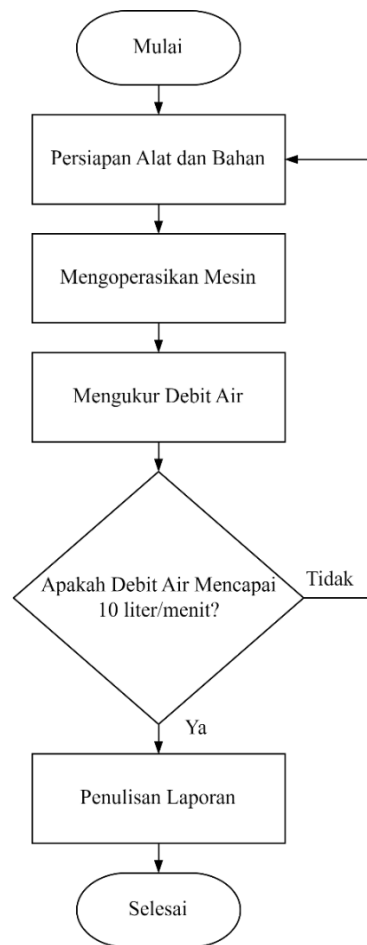 Mulai
Persiapan Alat dan Bahan
Mengoperasikan Mesin
Mengukur Debit Air
Apakah Debit Air Mencapai
10 liter/menit?
Tidak
Ya
Penulisan Laporan
Selesai